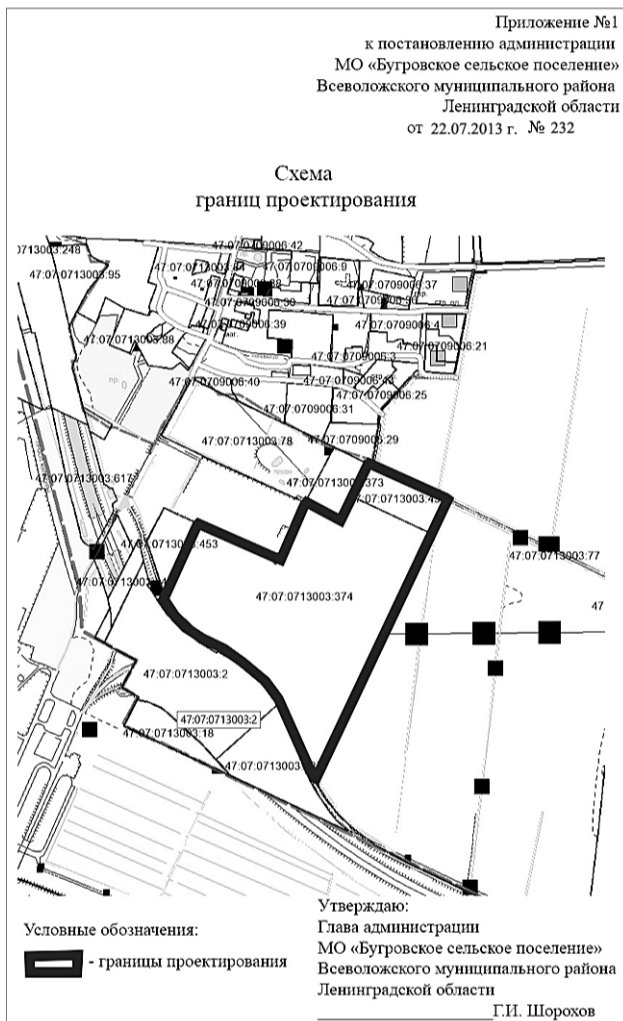 Приложение №1
к постановлению администрации
МО «Бугровское сельское поселение»
Всеволожского муниципального района
Ленинградской области
от 22.07.2013 г. № 232
Схема
границ проектирования
47:07:0709006:42
0713003:248
47:07:0709006:9
47:07:0713003:95
47:07:0709006:37
47:07:0709006:39
47:07:0709006:4
47:07:0713003:88
47:07:0709006:21
47:07:0709006:3
47:07:0709006:40
47:07:0709006:25
47:07:0709006:31
47:07:0713003:78
47:07:0709006:29
47:07:0713003:373
47:07:0713003:617
47:07:0713003:77
47:07:0713003:374
47
47:07:0713003:2
47:07:0713003:2
47:07:0713003:18
47:07:0713003
Условные обозначения:
- границы проектирования
Утверждаю:
Глава администрации
МО «Бугровское сельское поселение»
Всеволожского муниципального района
Ленинградской области
Г.И. Шорохов